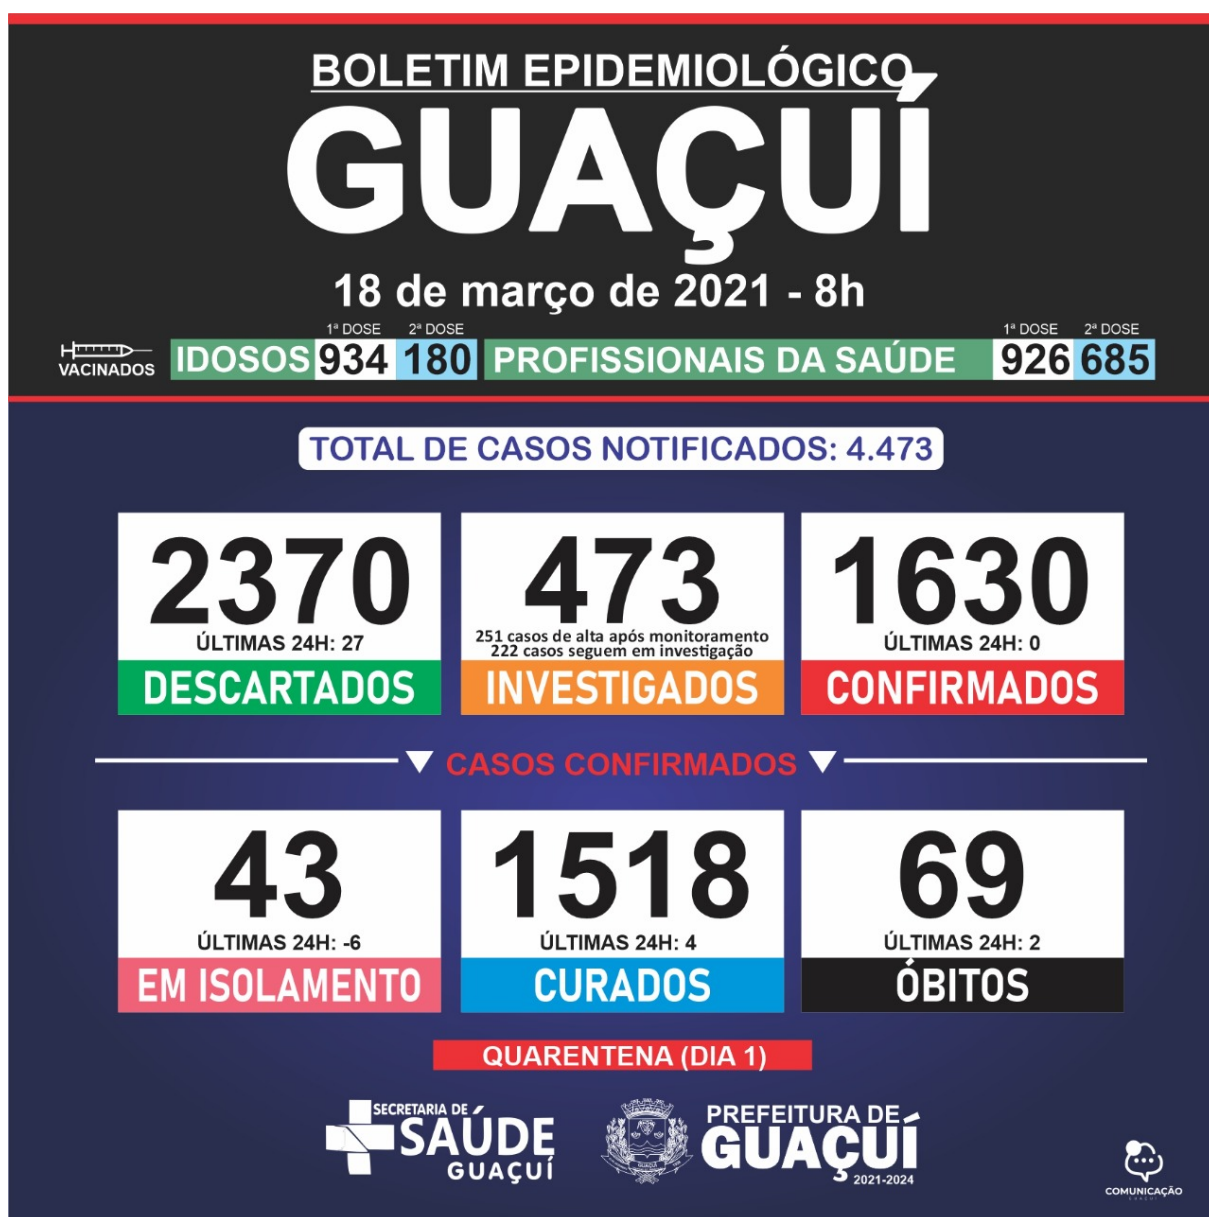 BOLETIM EPIDEMIOLÓGICO
GUAÇUÍ
18 de março de 2021 - 8h
1ª DOSE 2ª DOSE 1ª DOSE 2ª DOSE
VACINADOS IDOSOS 934 180 PROFISSIONAIS DA SAÚDE 926 685
TOTAL DE CASOS NOTIFICADOS: 4.473
2370
ÚLTIMAS 24H: 27
DESCARTADOS
473
251 casos de alta após monitoramento
222 casos seguem em investigação
INVESTIGADOS
1630
ÚLTIMAS 24H: 0
CONFIRMADOS
CASOS CONFIRMADOS
43
ÚLTIMAS 24H: -6
EM ISOLAMENTO
1518
ÚLTIMAS 24H: 4
CURADOS
69
ÚLTIMAS 24H: 2
ÓBITOS
QUARENTENA (DIA 1)
SECRETARIA DE
SAÚDE
GUAÇUÍ
PREFEITURA DE
GUAÇUÍ
2021-2024
COMUNICAÇÃO